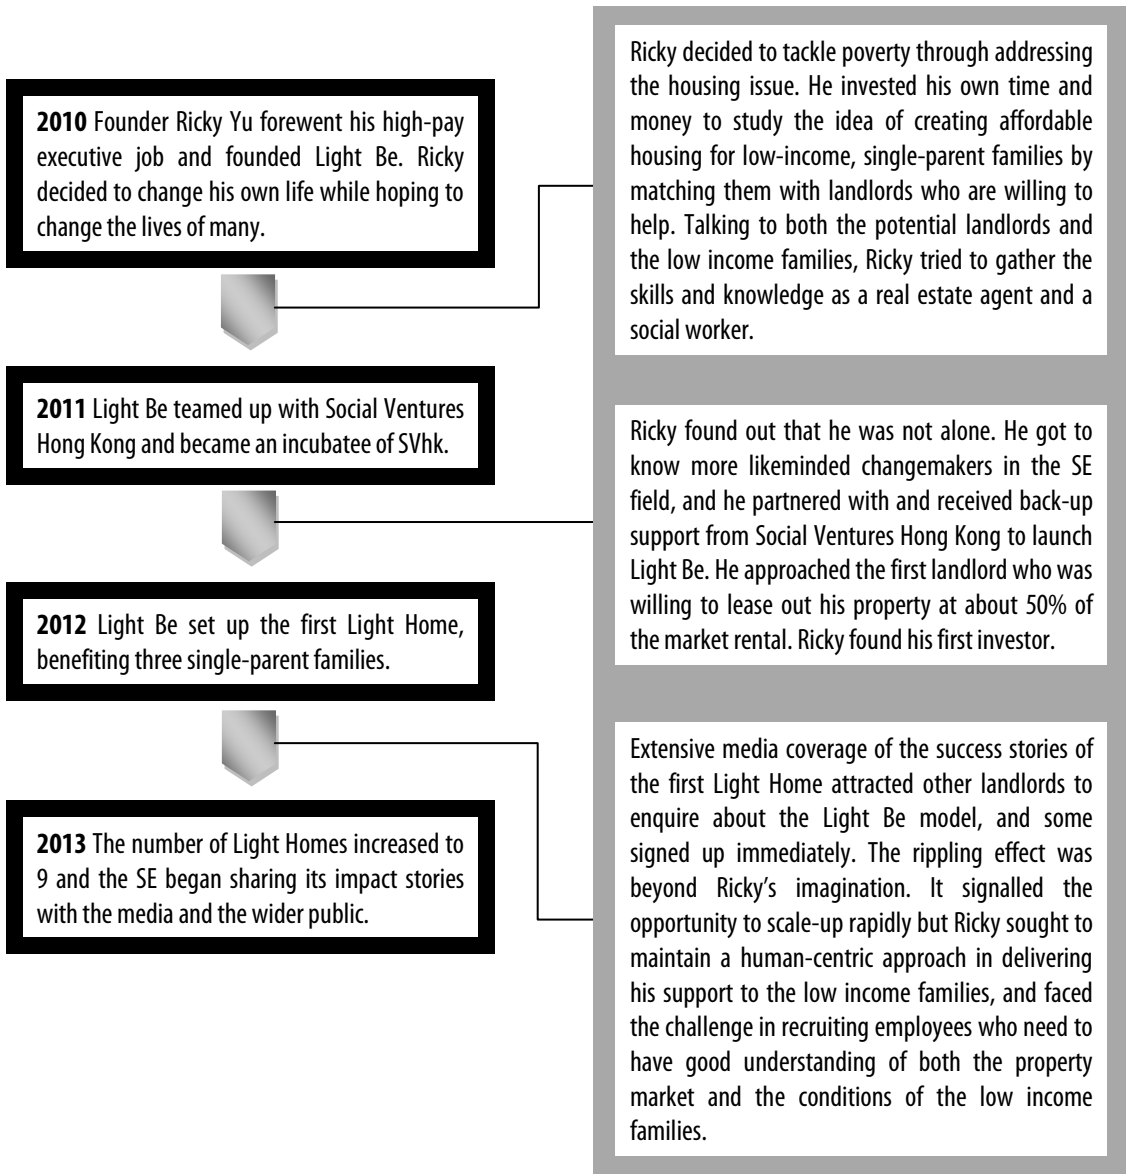 2010 Founder Ricky Yu forewent his high-pay
executive job and founded Light Be. Ricky
decided to change his own life while hoping to
change the lives of many.
Ricky decided to tackle poverty through addressing
the housing issue. He invested his own time and
money to study the idea of creating affordable
housing for low-income, single-parent families by
matching them with landlords who are willing to
help. Talking to both the potential landlords and
the low income families, Ricky tried to gather the
skills and knowledge as a real estate agent and a
social worker.
2011 Light Be teamed up with Social Ventures
Hong Kong and became an incubatee of SVhk.
Ricky found out that he was not alone. He got to
know more likeminded changemakers in the SE
field, and he partnered with and received back-up
support from Social Ventures Hong Kong to launch
Light Be. He approached the first landlord who was
willing to lease out his property at about 50% of
the market rental. Ricky found his first investor.
2012 Light Be set up the first Light Home,
benefiting three single-parent families.
Extensive media coverage of the success stories of
the first Light Home attracted other landlords to
enquire about the Light Be model, and some
signed up immediately. The rippling effect was
beyond Ricky's imagination. It signalled the
opportunity to scale-up rapidly but Ricky sought to
maintain a human-centric approach in delivering
his support to the low income families, and faced
the challenge in recruiting employees who need to
have good understanding of both the property
market and the conditions of the low income
families.
2013 The number of Light Homes increased to
9 and the SE began sharing its impact stories
with the media and the wider public.